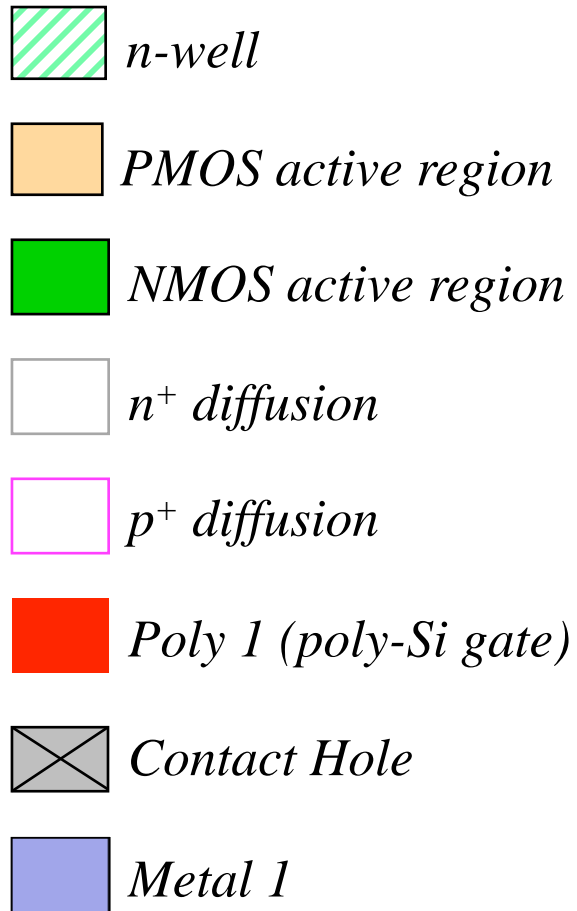 n-well
PMOS active region
NMOS active region
n⁺ diffusion
p⁺ diffusion
Poly 1 (poly-Si gate)
Contact Hole
Metal 1